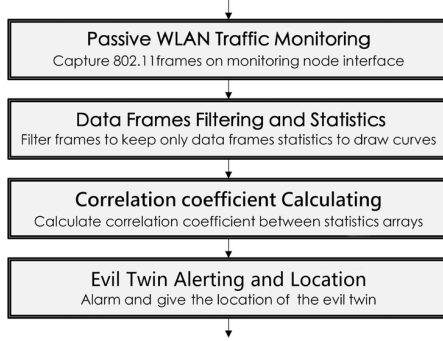 Passive WLAN Traffic Monitoring
Capture 802.11frames on monitoring node interface
Data Frames Filtering and Statistics
Filter frames to keep only data frames statistics to draw curves
Correlation coefficient Calculating
Calculate correlation coefficient between statistics arrays
Evil Twin Alerting and Location
Alarm and give the location of the evil twin